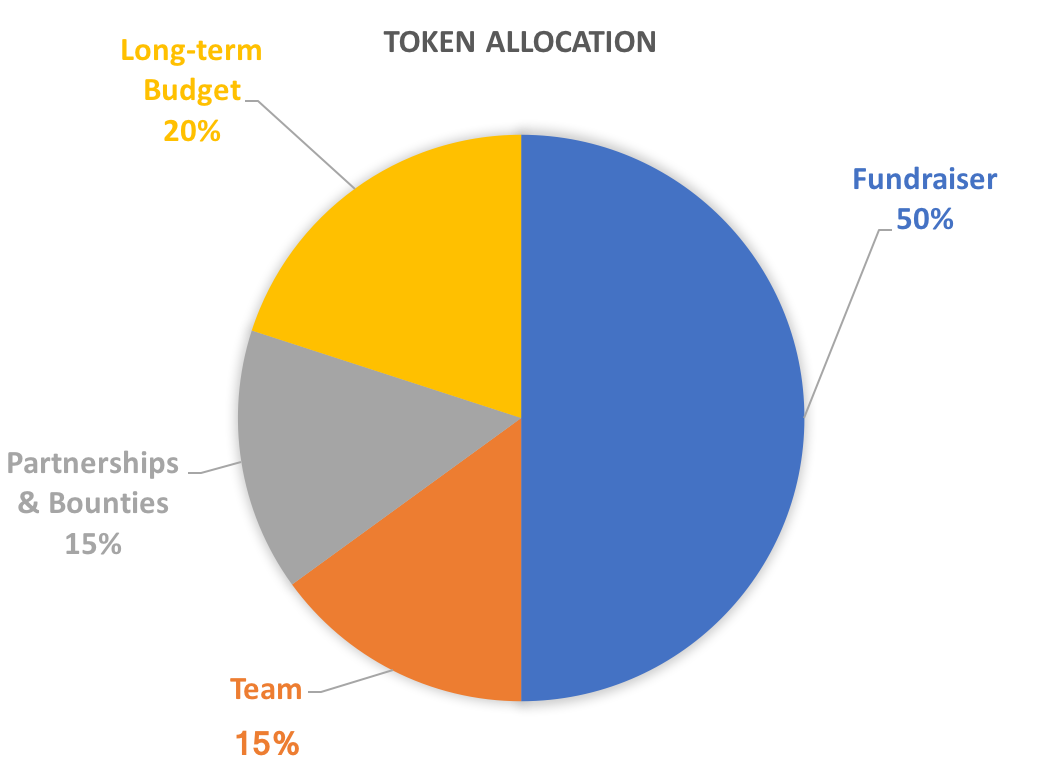 TOKEN ALLOCATION
Long-term
Budget
20%
Fundraiser
50%
Partnerships
& Bounties
15%
Team
15%